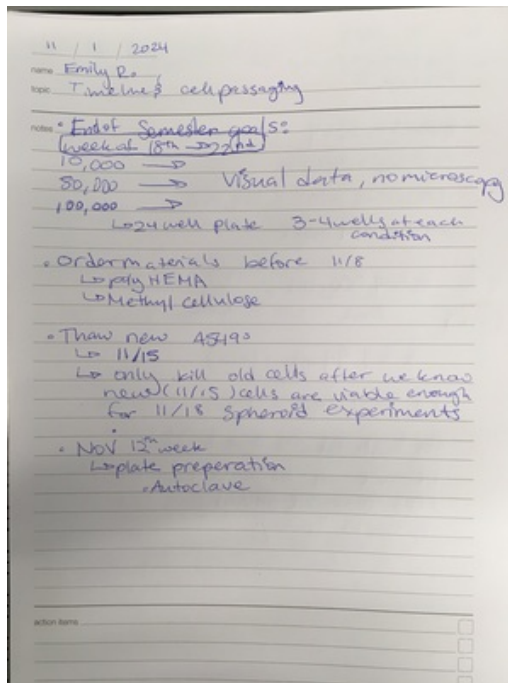 11 / 1 / 2024
name Emily R.
topic Timeline & cell passaging
notes • End of Semester goals:
week of 18th → 22nd
10,000 →
50,000 → visual data, no microscopy
100,000
↳ 24 well plate 3-4 wells at each
condition
• Order materials before 11/8
↳ poly HEMA
↳ Methyl cellulose
• Thaw new A549s
↳ 11/15
↳ only kill old cells after we know
new (11/15) cells are viable enough
for 11/18 spheroid experiments
• Nov 12th week
↳ plate preperation
• Autoclave
action items